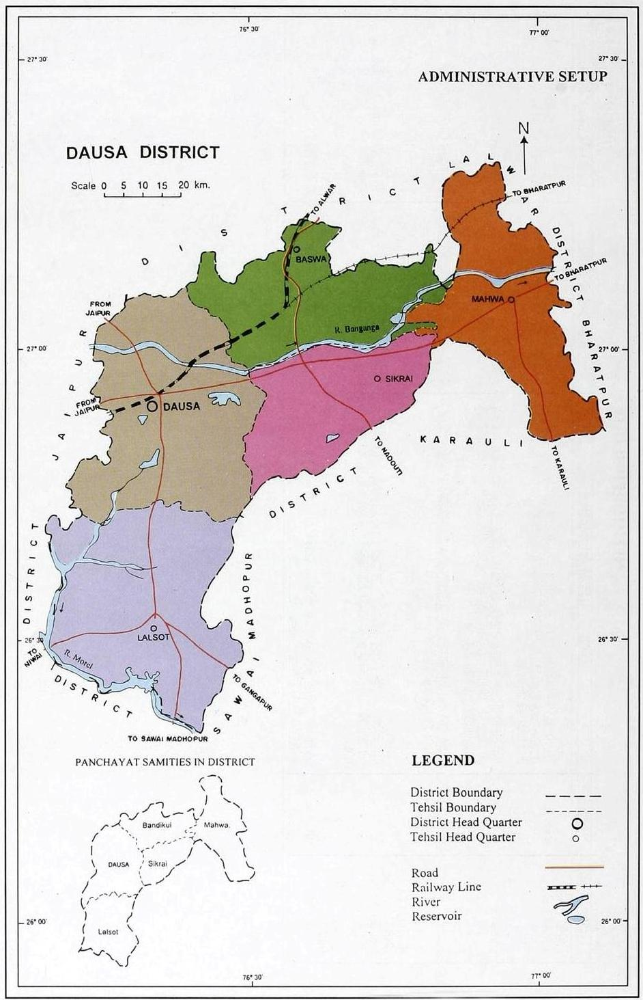 76° 30'
77° 00'
27° 30'
27° 30'
ADMINISTRATIVE SETUP
N
DAUSA DISTRICT
Scale 0 5 10 15 20 km.
DISTRICT ALWAR
TO ALWAR
TO BHARATPUR
DISTRICT BHARATPUR
BASWA
TO BHARATPUR
MAHWA
FROM
JAIPUR
R. Banganga
27° 00'
27° 00'
SIKRAI
FROM
JAIPUR
DAUSA
JAIPUR
DISTRICT
KARAULI
TO NADOUTI
TO KARAULI
DISTRICT
SAWAI MADHOPUR
LALSOT
26° 30'
26° 30'
TO
NIWAI
R. Morel
TO GANGAPUR
DISTRICT
TO SAWAI MADHOPUR
PANCHAYAT SAMITIES IN DISTRICT
Bandikui
Mahwa.
DAUSA
Sikrai
Lalsot
LEGEND
District Boundary
Tehsil Boundary
District Head Quarter
Tehsil Head Quarter
Road
Railway Line
River
Reservoir
26° 00'
26° 00'
76° 30'
77° 00'